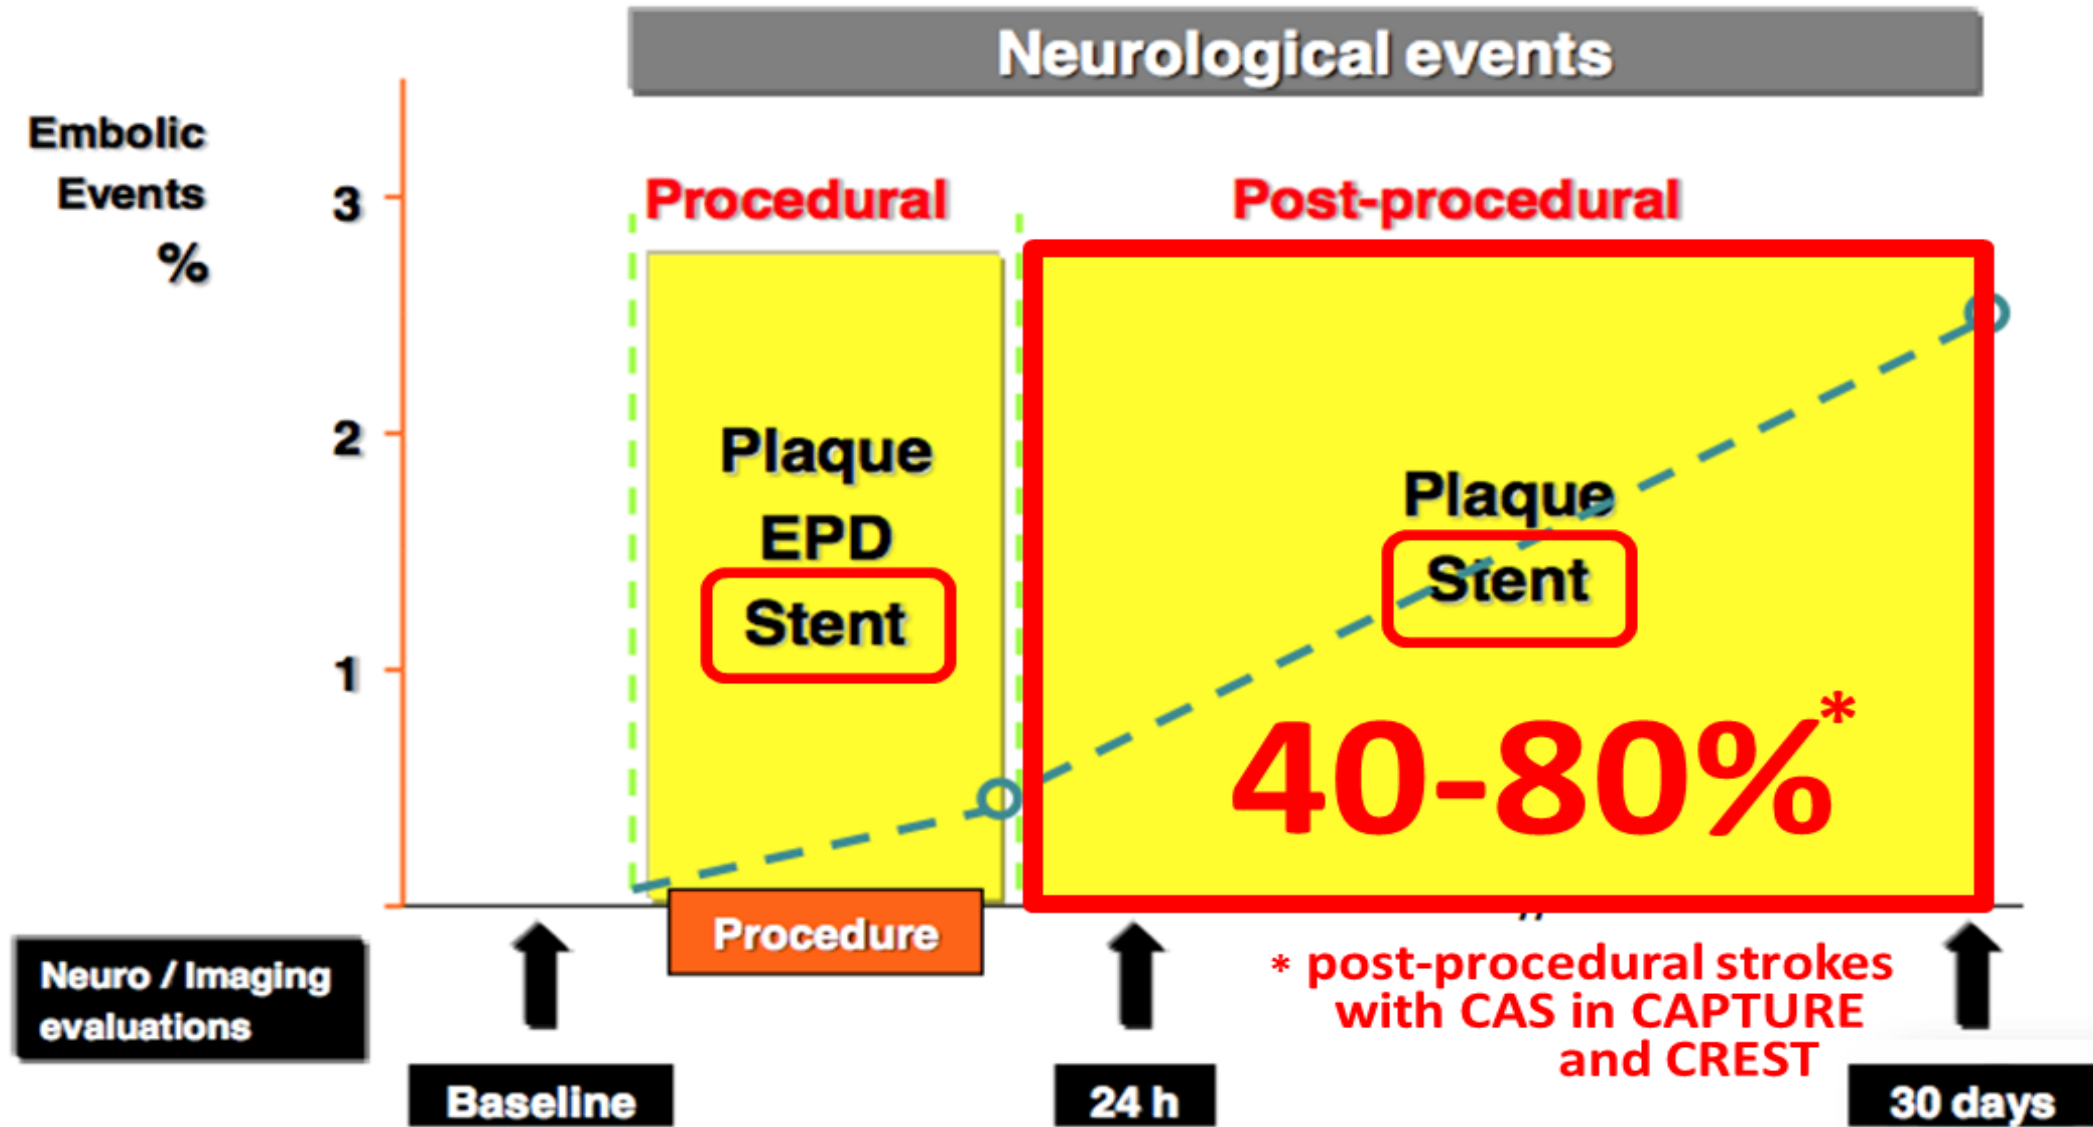 Neurological events
Embolic
Events
%
3
2
1
Procedural
Post-procedural
Plaque
EPD
Stent
Plaque
Stent
40-80%*
Procedure
//
* post-procedural strokes
with CAS in CAPTURE
and CREST
Neuro / Imaging
evaluations
Baseline
24 h
30 days